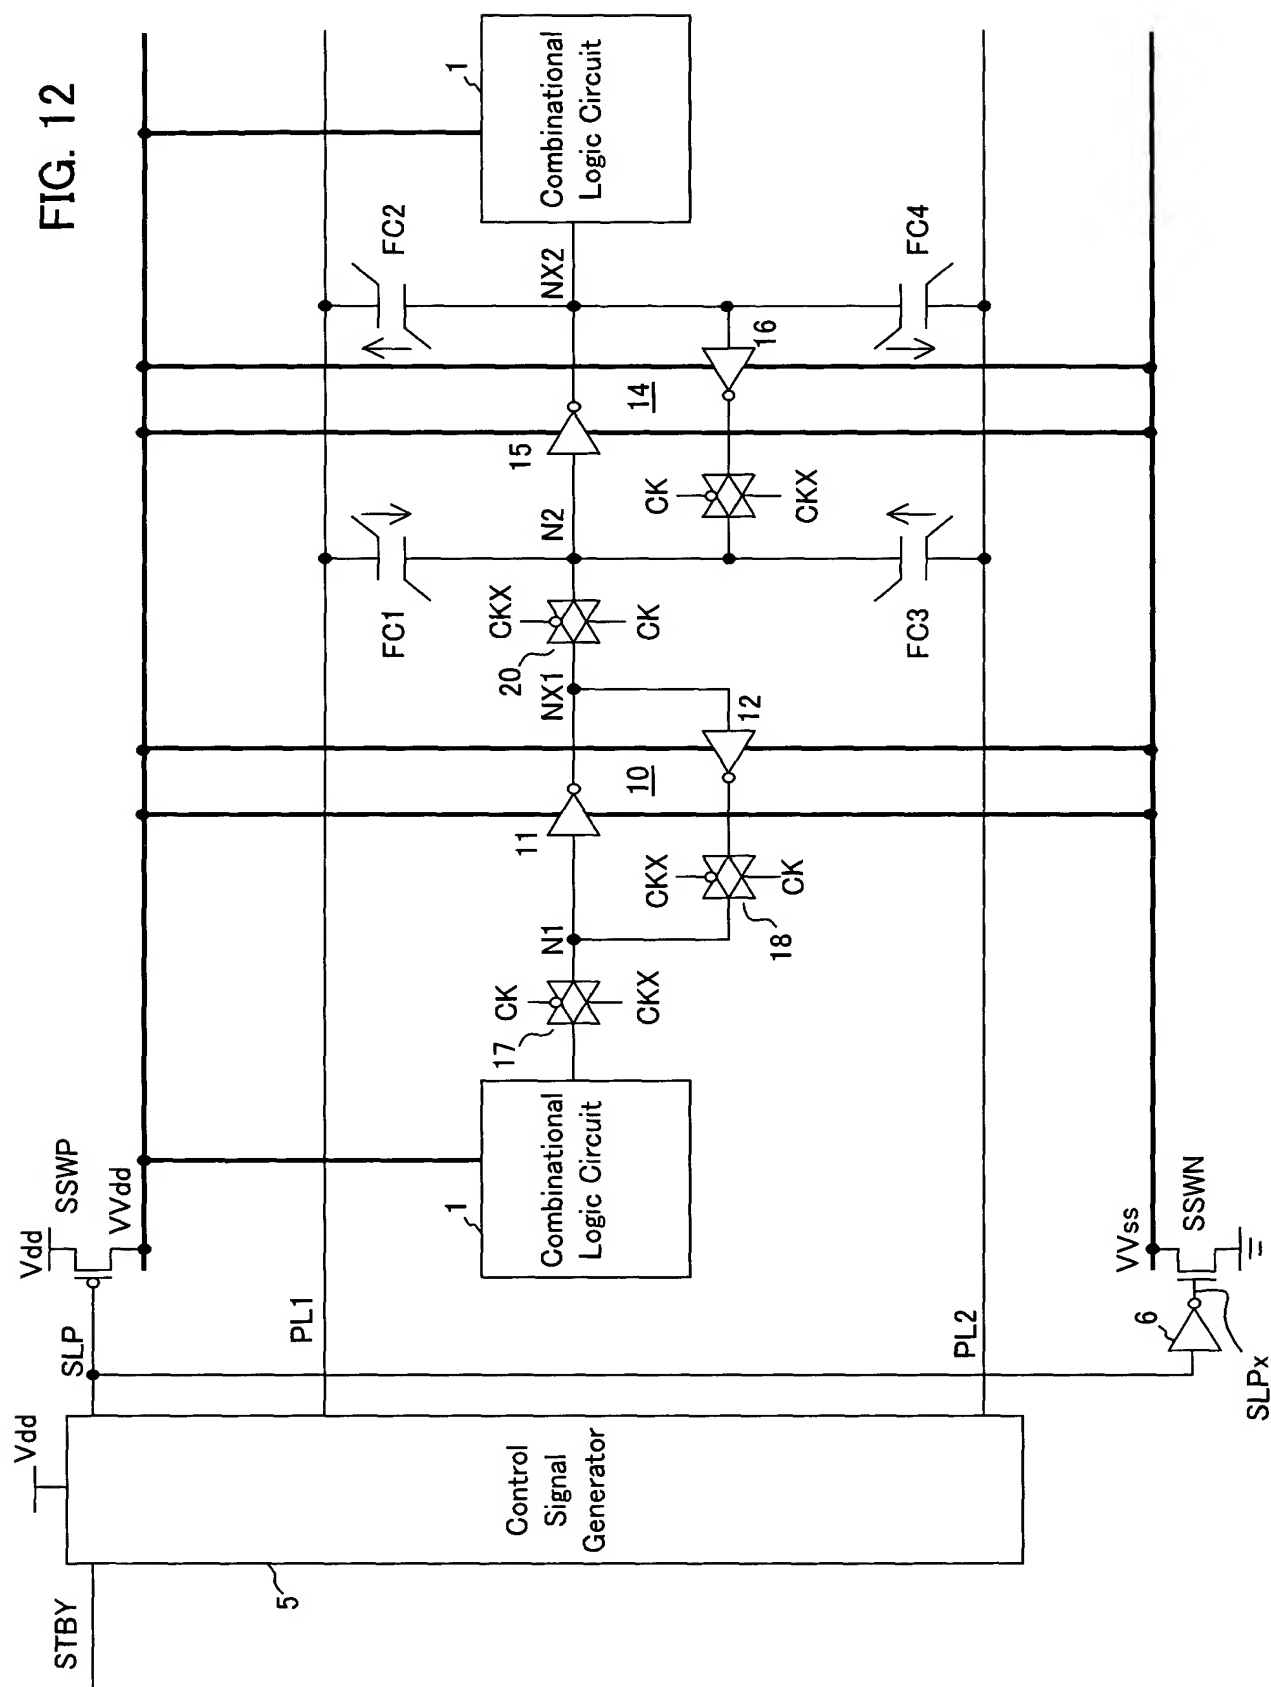 FIG. 12
STBY
5
Vdd
Control
Signal
Generator
SLP
Vdd
SSWP
VVdd
PL1
PL2
6
SLPx
VVss
SSWN
1
Combinational
Logic Circuit
17
CK
CKX
N1
18
CKX
CK
11
10
12
NX1
20
CKX
CK
FC1
N2
FC3
CK
CKX
15
14
16
NX2
FC2
FC4
1
Combinational
Logic Circuit